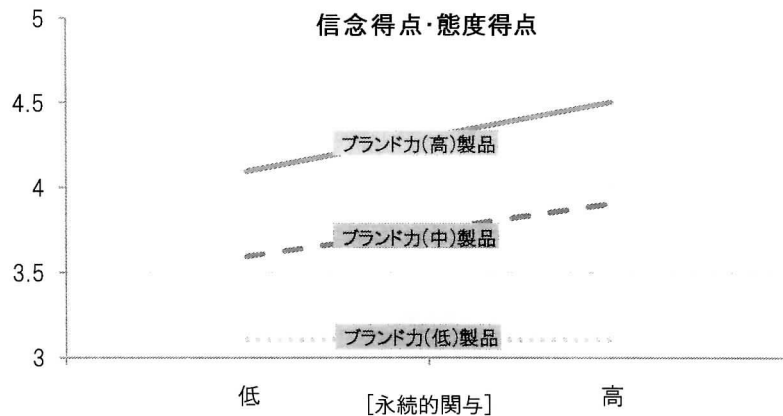 信念得点・態度得点
5
4.5
4
3.5
3
ブランド力(高)製品
ブランド力(中)製品
ブランド力(低)製品
低
[永続的関与]
高